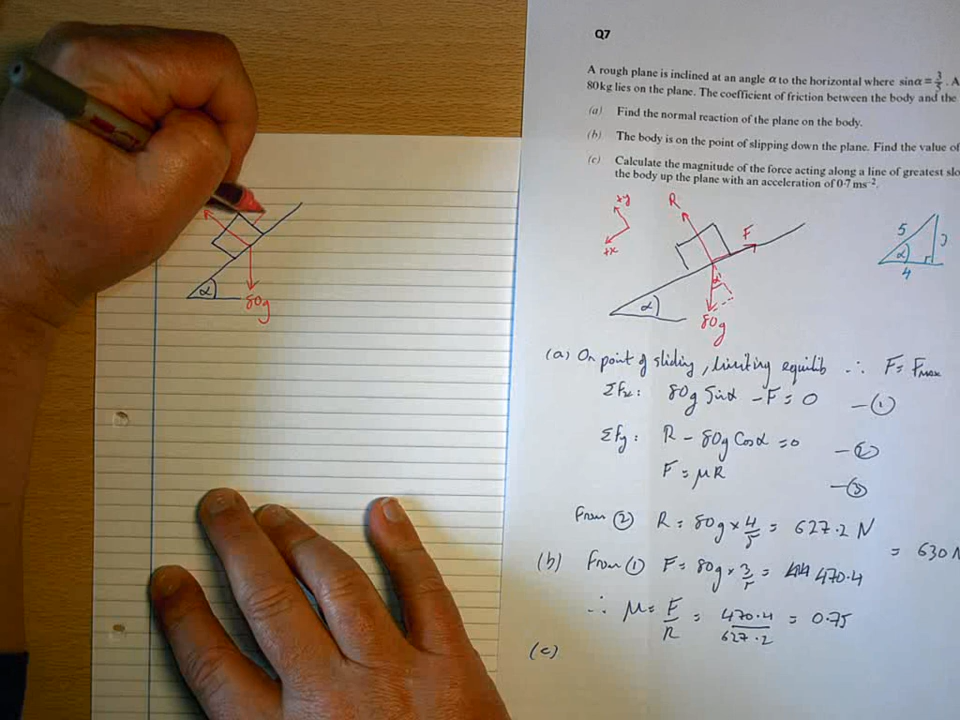 Q7
A rough plane is inclined at an angle α to the horizontal where sinα = 3/5. A
80kg lies on the plane. The coefficient of friction between the body and the
(a) Find the normal reaction of the plane on the body.
(b) The body is on the point of slipping down the plane. Find the value of
(c) Calculate the magnitude of the force acting along a line of greatest slo
the body up the plane with an acceleration of 0·7 ms⁻².
+y
+x
R
F
α
α
80g
5
3
α
4
α
80g
(a) On point of sliding, limiting equilib ∴ F = Fmax
ΣFx: 80g Sinα - F = 0 —①
ΣFy: R - 80g Cosα = 0 —②
F = μR —③
From ② R = 80g × 4/5 = 627.2 N
= 630 N
(b) From ① F = 80g × 3/5 = 470.4
∴ μ = F/R = 470.4/627.2 = 0.75
(c)